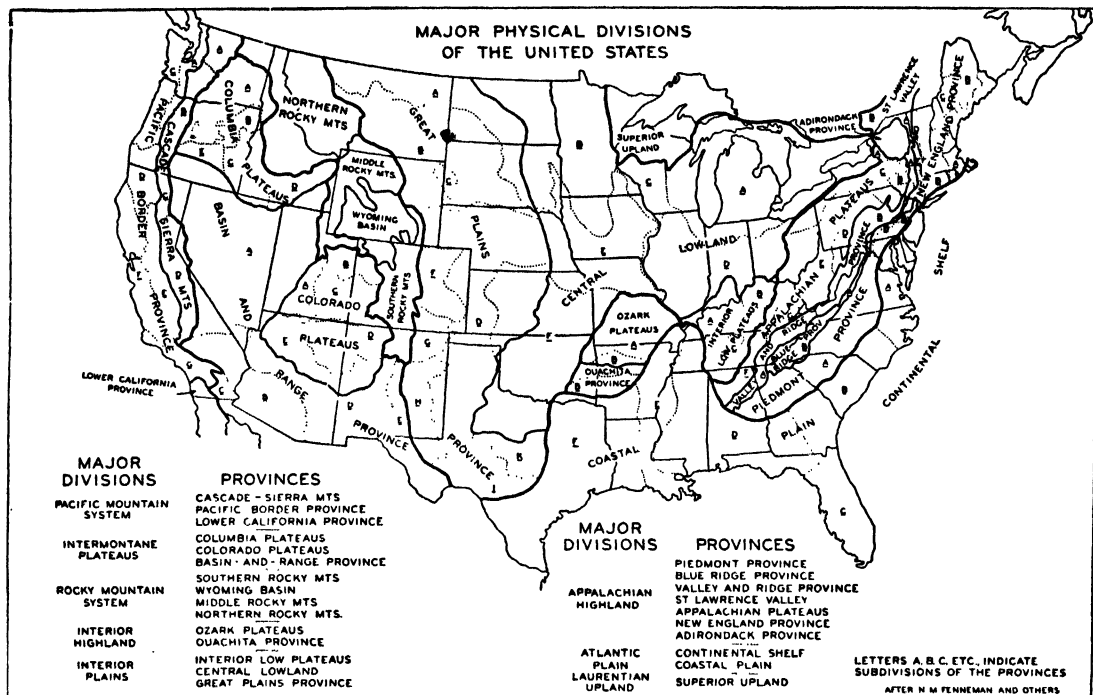 MAJOR PHYSICAL DIVISIONS
OF THE UNITED STATES
PACIFIC
BORDER
PROVINCE
CASCADE
SIERRA
MTS
COLUMBIA
PLATEAUS
NORTHERN
ROCKY MTS
MIDDLE
ROCKY MTS.
WYOMING
BASIN
SOUTHERN
ROCKY MTS
BASIN
AND
RANGE
PROVINCE
COLORADO
PLATEAUS
LOWER CALIFORNIA
PROVINCE
GREAT
PLAINS
PROVINCE
SUPERIOR
UPLAND
CENTRAL
LOWLAND
OZARK
PLATEAUS
OUACHITA
PROVINCE
INTERIOR
LOW PLATEAUS
APPALACHIAN
PLATEAUS
VALLEY AND RIDGE
PROVINCE
BLUE
RIDGE PROV
PIEDMONT
PROVINCE
ADIRONDACK
PROVINCE
ST LAWRENCE
VALLEY
NEW ENGLAND PROVINCE
COASTAL
PLAIN
CONTINENTAL
SHELF
MAJOR
DIVISIONS
PROVINCES
PACIFIC MOUNTAIN
SYSTEM
CASCADE-SIERRA MTS
PACIFIC BORDER PROVINCE
LOWER CALIFORNIA PROVINCE
INTERMONTANE
PLATEAUS
COLUMBIA PLATEAUS
COLORADO PLATEAUS
BASIN-AND-RANGE PROVINCE
ROCKY MOUNTAIN
SYSTEM
SOUTHERN ROCKY MTS
WYOMING BASIN
MIDDLE ROCKY MTS
NORTHERN ROCKY MTS.
INTERIOR
HIGHLAND
OZARK PLATEAUS
OUACHITA PROVINCE
INTERIOR
PLAINS
INTERIOR LOW PLATEAUS
CENTRAL LOWLAND
GREAT PLAINS PROVINCE
MAJOR
DIVISIONS
PROVINCES
APPALACHIAN
HIGHLAND
PIEDMONT PROVINCE
BLUE RIDGE PROVINCE
VALLEY AND RIDGE PROVINCE
ST LAWRENCE VALLEY
APPALACHIAN PLATEAUS
NEW ENGLAND PROVINCE
ADIRONDACK PROVINCE
ATLANTIC
PLAIN
CONTINENTAL SHELF
COASTAL PLAIN
LAURENTIAN
UPLAND
SUPERIOR UPLAND
LETTERS A. B. C. ETC., INDICATE
SUBDIVISIONS OF THE PROVINCES
AFTER N M FENNEMAN AND OTHERS